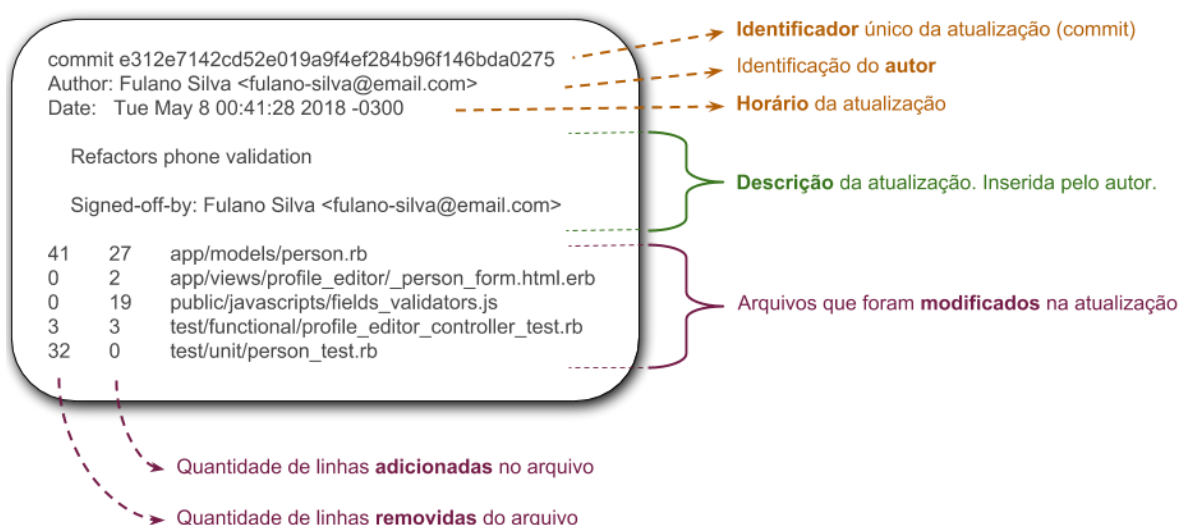 commit e312e7142cd52e019a9f4ef284b96f146bda0275
Author: Fulano Silva <fulano-silva@email.com>
Date: Tue May 8 00:41:28 2018 -0300
Refactors phone validation
Signed-off-by: Fulano Silva <fulano-silva@email.com>
41 27 app/models/person.rb
0 2 app/views/profile_editor/_person_form.html.erb
0 19 public/javascripts/fields_validators.js
3 3 test/functional/profile_editor_controller_test.rb
32 0 test/unit/person_test.rb
Identificador único da atualização (commit)
Identificação do autor
Horário da atualização
Descrição da atualização. Inserida pelo autor.
Arquivos que foram modificados na atualização
Quantidade de linhas adicionadas no arquivo
Quantidade de linhas removidas do arquivo